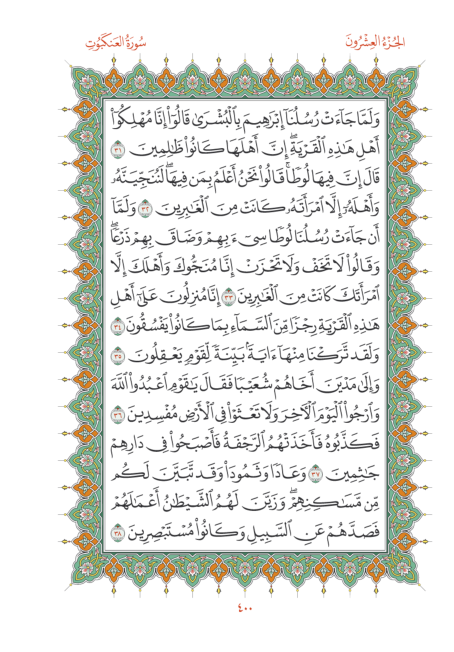 سُورَةُ العَنكَبُوتِ
الجُزْءُ العِشْرُونَ
وَلَمَّا جَآءَتْ رُسُلُنَآ إِبْرَٰهِيمَ بِٱلْبُشْرَىٰ قَالُوٓا۟ إِنَّا مُهْلِكُوٓا۟
أَهْلِ هَٰذِهِ ٱلْقَرْيَةِ ۖ إِنَّ أَهْلَهَا كَانُوا۟ ظَٰلِمِينَ ٣١
قَالَ إِنَّ فِيهَا لُوطًا ۚ قَالُوا۟ نَحْنُ أَعْلَمُ بِمَن فِيهَا ۖ لَنُنَجِّيَنَّهُۥ
وَأَهْلَهُۥٓ إِلَّا ٱمْرَأَتَهُۥ كَانَتْ مِنَ ٱلْغَٰبِرِينَ ٣٢ وَلَمَّآ
أَن جَآءَتْ رُسُلُنَا لُوطًا سِىٓءَ بِهِمْ وَضَاقَ بِهِمْ ذَرْعًا ۖ
وَقَالُوا۟ لَا تَخَفْ وَلَا تَحْزَنْ ۖ إِنَّا مُنَجُّوكَ وَأَهْلَكَ إِلَّا
ٱمْرَأَتَكَ كَانَتْ مِنَ ٱلْغَٰبِرِينَ ٣٣ إِنَّا مُنزِلُونَ عَلَىٰٓ أَهْلِ
هَٰذِهِ ٱلْقَرْيَةِ رِجْزًا مِّنَ ٱلسَّمَآءِ بِمَا كَانُوا۟ يَفْسُقُونَ ٣٤
وَلَقَد تَّرَكْنَا مِنْهَآ ءَايَةًۢ بَيِّنَةً لِّقَوْمٍ يَعْقِلُونَ ٣٥
وَإِلَىٰ مَدْيَنَ أَخَاهُمْ شُعَيْبًا فَقَالَ يَٰقَوْمِ ٱعْبُدُوا۟ ٱللَّهَ
وَٱرْجُوا۟ ٱلْيَوْمَ ٱلْءَاخِرَ وَلَا تَعْثَوْا۟ فِى ٱلْأَرْضِ مُفْسِدِينَ ٣٦
فَكَذَّبُوهُ فَأَخَذَتْهُمُ ٱلرَّجْفَةُ فَأَصْبَحُوا۟ فِى دَارِهِمْ
جَٰثِمِينَ ٣٧ وَعَادًا وَثَمُودَا۟ وَقَد تَّبَيَّنَ لَكُم
مِّن مَّسَٰكِنِهِمْ ۖ وَزَيَّنَ لَهُمُ ٱلشَّيْطَٰنُ أَعْمَٰلَهُمْ
فَصَدَّهُمْ عَنِ ٱلسَّبِيلِ وَكَانُوا۟ مُسْتَبْصِرِينَ ٣٨
٤٠٠